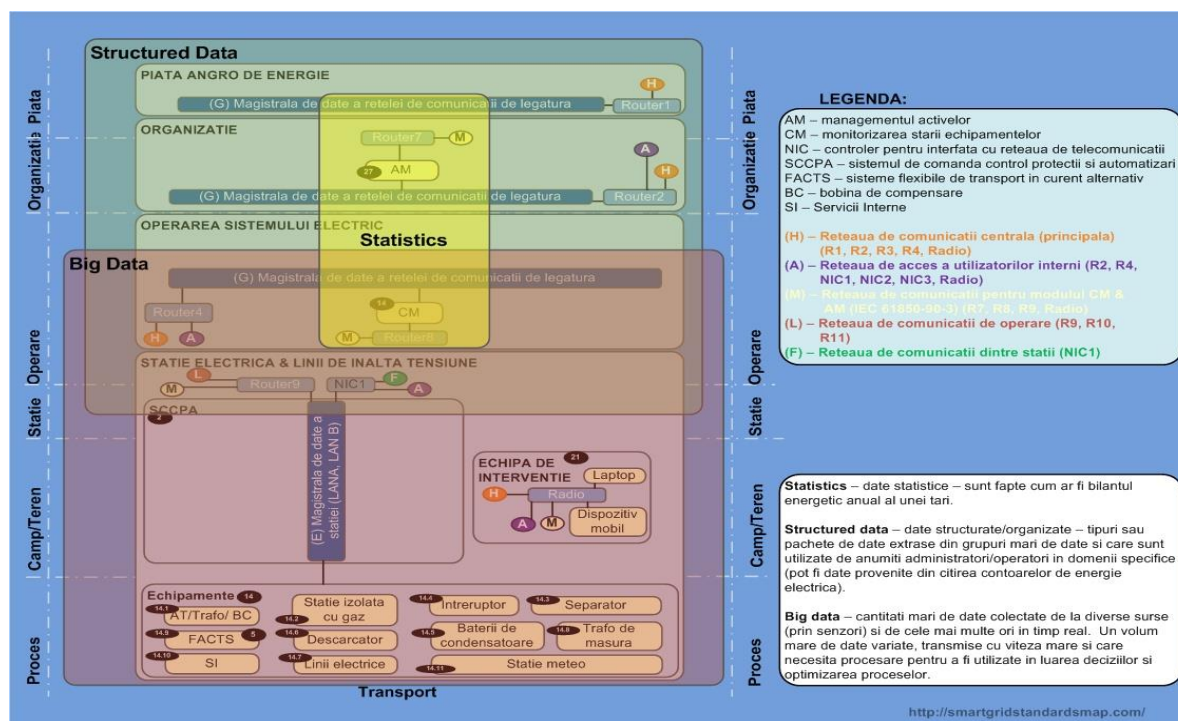 Structured Data
PIATA ANGRO DE ENERGIE
H
(G) Magistrala de date a retelei de comunicatii de legatura
Router1
Piata
Piata
ORGANIZATIE
Router7
M
A
27
AM
H
(G) Magistrala de date a retelei de comunicatii de legatura
Router2
Organizatie
Organizatie
OPERAREA SISTEMULUI ELECTRIC
Statistics
Big Data
(G) Magistrala de date a retelei de comunicatii de legatura
Router4
14
CM
H
A
M
Router8
Operare
Operare
STATIE ELECTRICA & LINII DE INALTA TENSIUNE
L
F
M
Router9
NIC1
A
SCCPA
2
Statie
Statie
(E) Magistrala de date a
statiei (LANA, LAN B)
21
ECHIPA DE
INTERVENTIE
Laptop
H
Radio
A
M
Dispozitiv
mobil
Camp/Teren
Camp/Teren
Echipamente
14
14.1
AT/Trafo/ BC
14.2
Statie izolata
cu gaz
14.4
Intreruptor
14.3
Separator
14.9
FACTS
5
14.6
Descarcator
14.5
Baterii de
condensatoare
14.8
Trafo de
masura
14.10
SI
14.7
Linii electrice
14.11
Statie meteo
Proces
Proces
Transport
LEGENDA:
AM – managementul activelor
CM – monitorizarea starii echipamentelor
NIC – controler pentru interfata cu reteaua de telecomunicatii
SCCPA – sistemul de comanda control protectii si automatizari
FACTS – sisteme flexibile de transport in curent alternativ
BC – bobina de compensare
SI – Servicii Interne
(H) – Reteaua de comunicatii centrala (principala)
(R1, R2, R3, R4, Radio)
(A) – Reteaua de acces a utilizatorilor interni (R2, R4,
NIC1, NIC2, NIC3, Radio)
(M) – Reteaua de comunicatii pentru modulul CM &
AM (IEC 61850-90-3) (R7, R8, R9, Radio)
(L) – Reteaua de comunicatii de operare (R9, R10,
R11)
(F) – Reteaua de comunicatii dintre statii (NIC1)
Statistics – date statistice – sunt fapte cum ar fi bilantul
energetic anual al unei tari.
Structured data – date structurate/organizate – tipuri sau
pachete de date extrase din grupuri mari de date si care sunt
utilizate de anumiti administratori/operatori in domenii specifice
(pot fi date provenite din citirea contoarelor de energie
electrica).
Big data – cantitati mari de date colectate de la diverse surse
(prin senzori) si de cele mai multe ori in timp real. Un volum
mare de date variate, transmise cu viteza mare si care
necesita procesare pentru a fi utilizate in luarea deciziilor si
optimizarea proceselor.
http://smartgridstandardsmap.com/